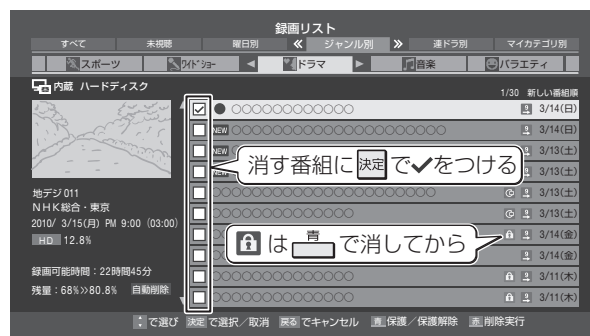 録画リスト
すべて 未視聴 曜日別 ≪ ジャンル別 ≫ 連ドラ別 マイカテゴリ別
スポーツ ワイドショー ◀ ドラマ ▶ 音楽 バラエティ
内蔵 ハードディスク
1/30 新しい番組順
● ○○○○○○○○○○○○ 3/14(日)
NEW ○○○○○○○○○○○○○○○○○○○○○ 3/14(日)
NEW 3/13(土)
消す番組に 決定 で✔をつける
NEW 3/13(土)
○○○○○○○○○○○○○○○○○○○○○ 3/13(土)
○○○○○○○○○○○○ 3/13(土)
3/14(金)
は 青 で消してから
3/14(金)
○○○○○○○○○○○○ 3/11(木)
○○○○○○○○○○○○ 3/11(木)
地デジ011
NHK総合・東京
2010/ 3/15(月) PM 9:00 (03:00)
HD 12.8%
録画可能時間:22時間45分
残量:68%≫80.8% 自動削除
で選び 決定 で選択/取消 戻る でキャンセル 青 保護/保護解除 赤 削除実行